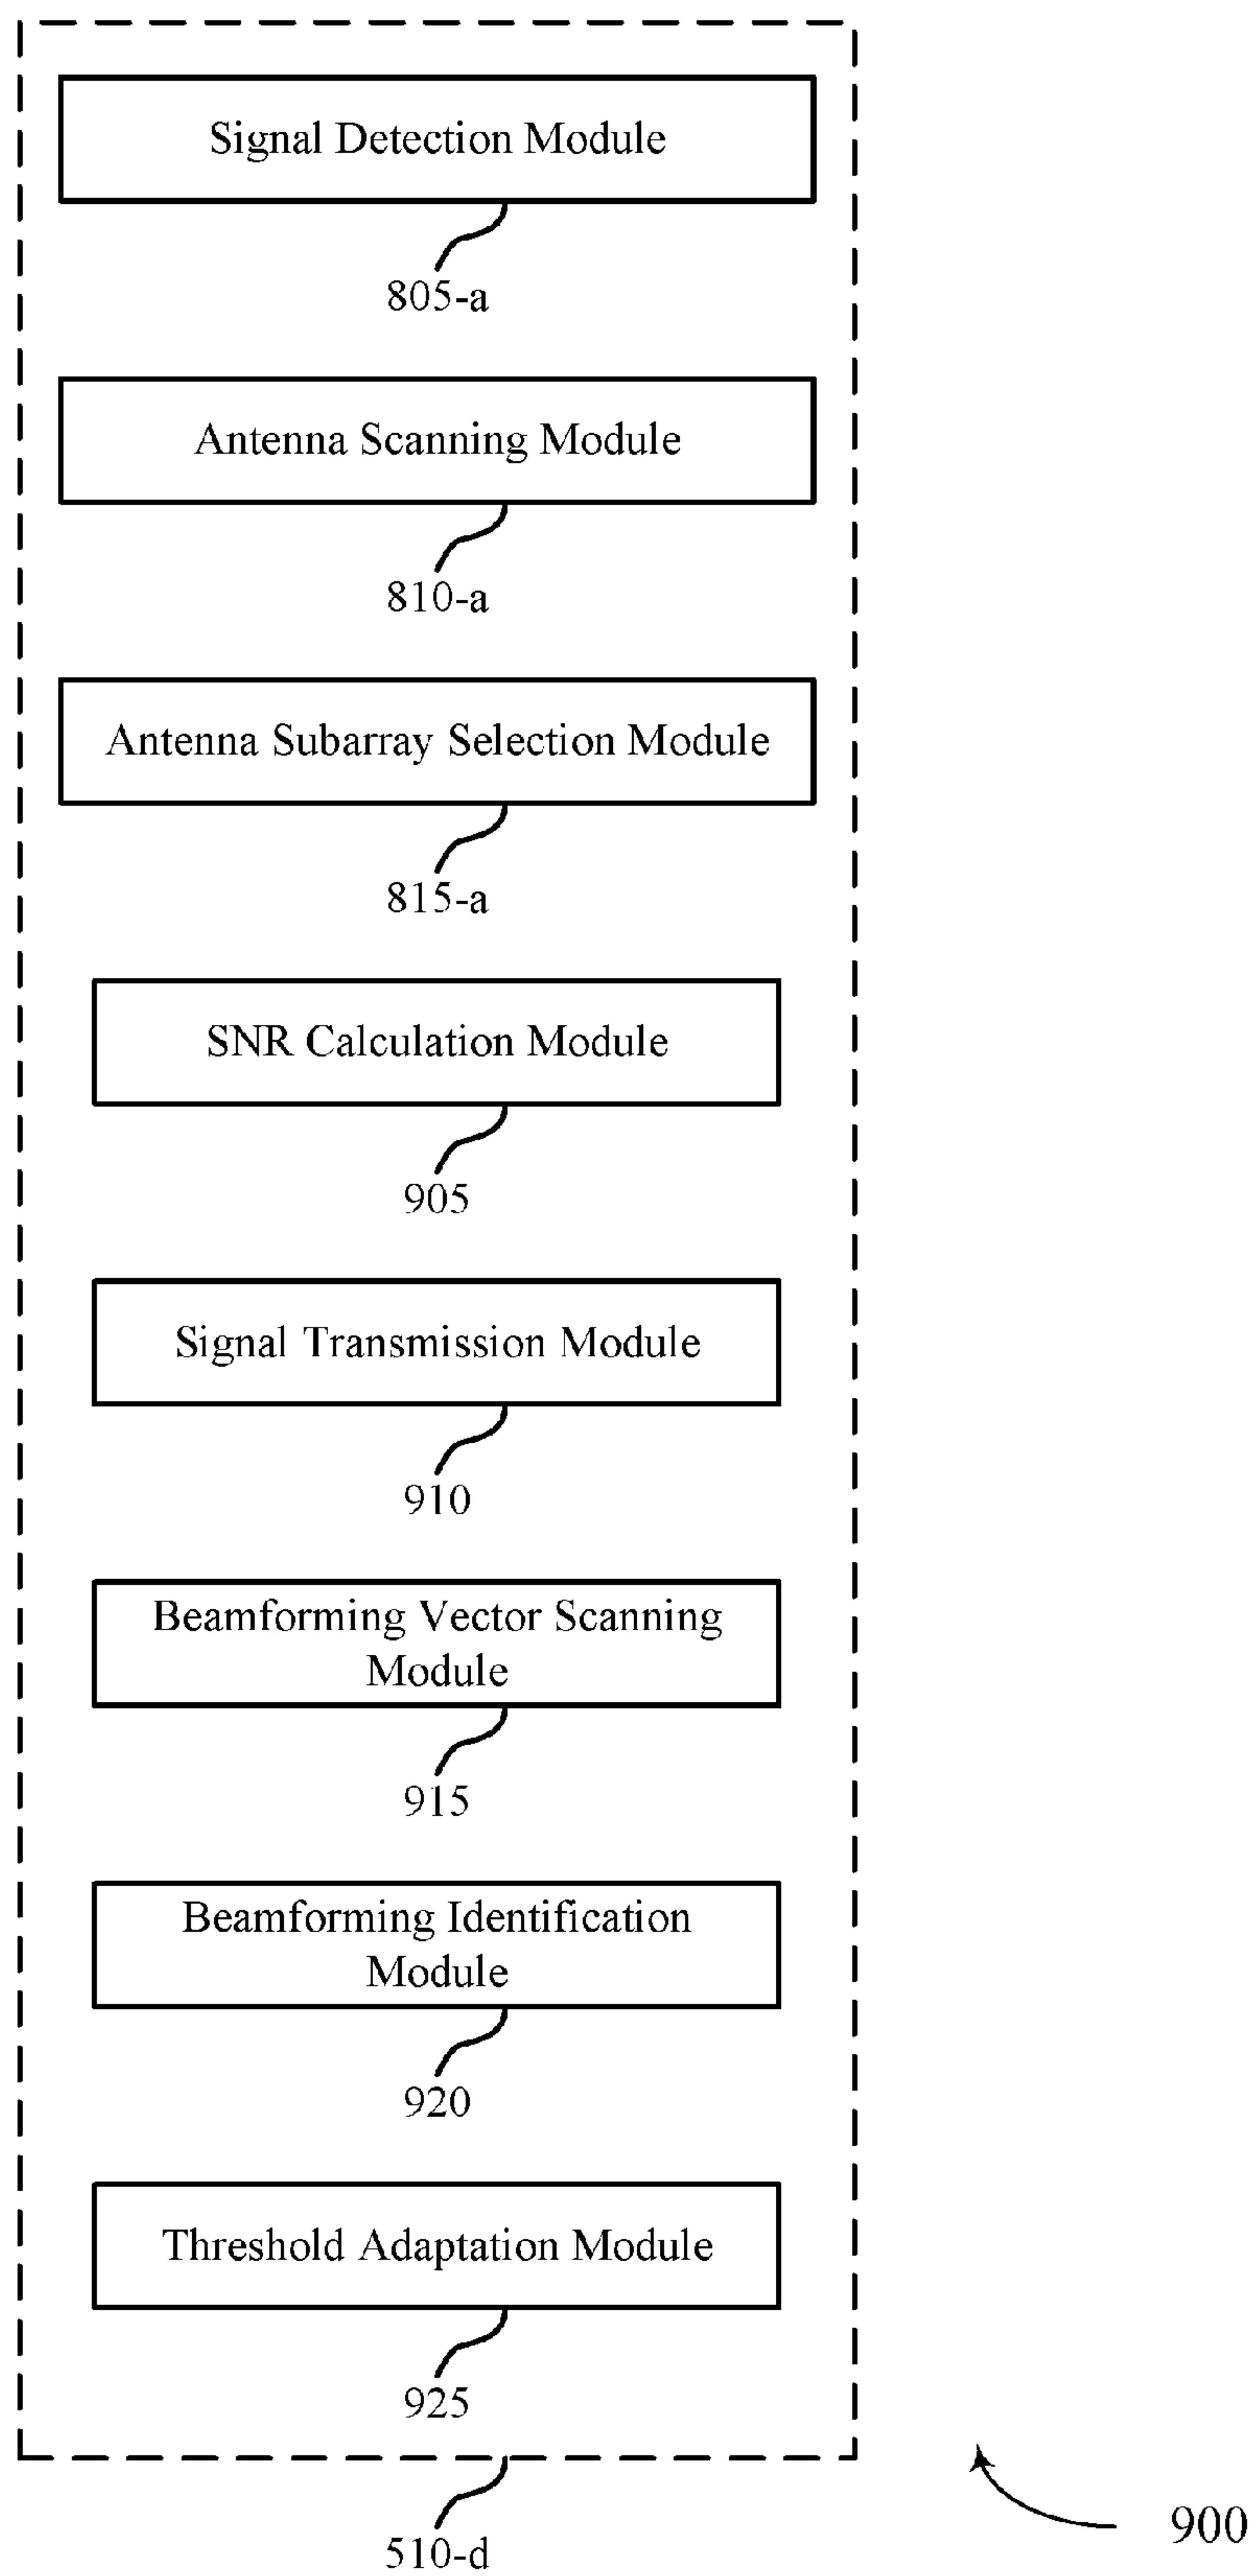 Signal Detection Module
805-a
Antenna Scanning Module
810-a
Antenna Subarray Selection Module
815-a
SNR Calculation Module
905
Signal Transmission Module
910
Beamforming Vector Scanning
Module
915
Beamforming Identification
Module
920
Threshold Adaptation Module
925
510-d
900